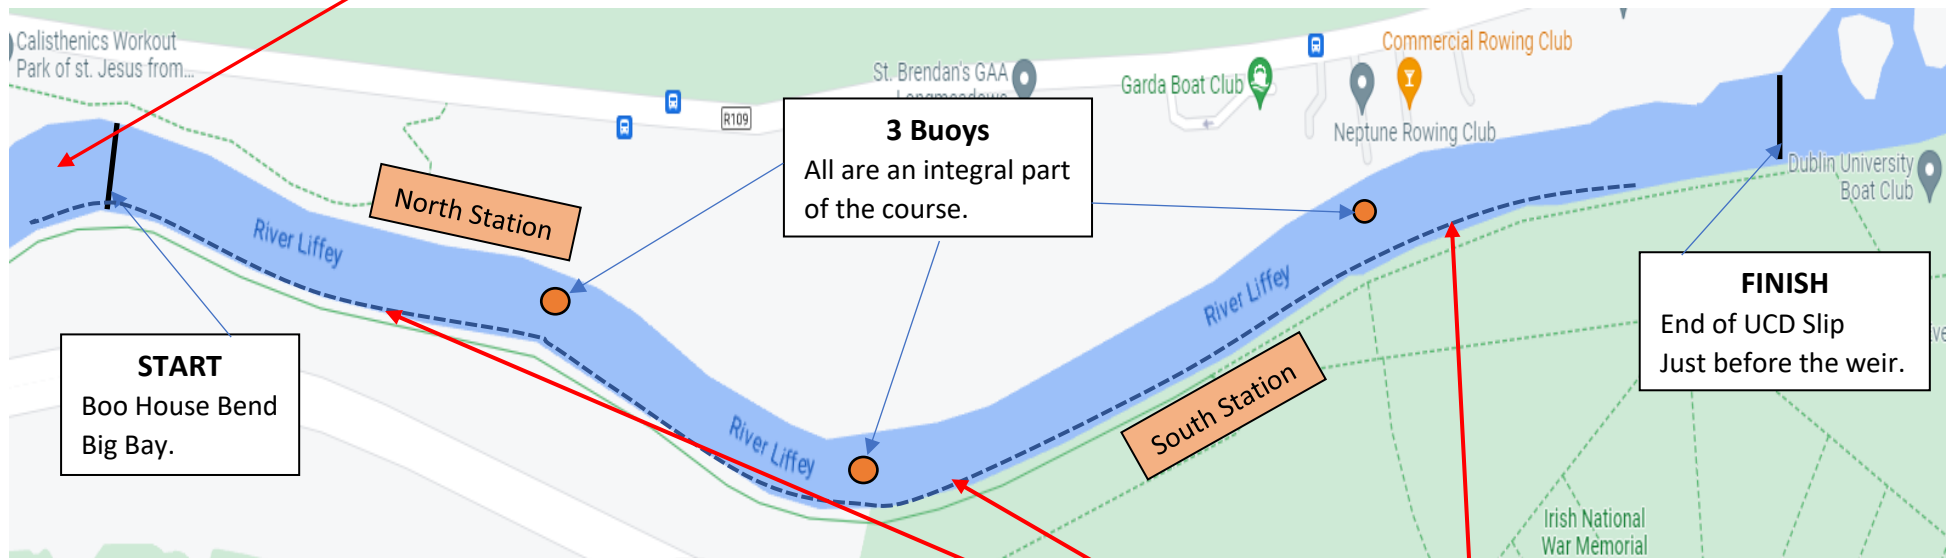 Calisthenics Workout
Park of st. Jesus from...
St. Brendan's GAA
Longmeadows
Commercial Rowing Club
Garda Boat Club
Neptune Rowing Club
R109
3 Buoys
All are an integral part
of the course.
North Station
River Liffey
River Liffey
River Liffey
South Station
Dublin University
Boat Club
START
Boo House Bend
Big Bay.
FINISH
End of UCD Slip
Just before the weir.
Irish National
War Memorial